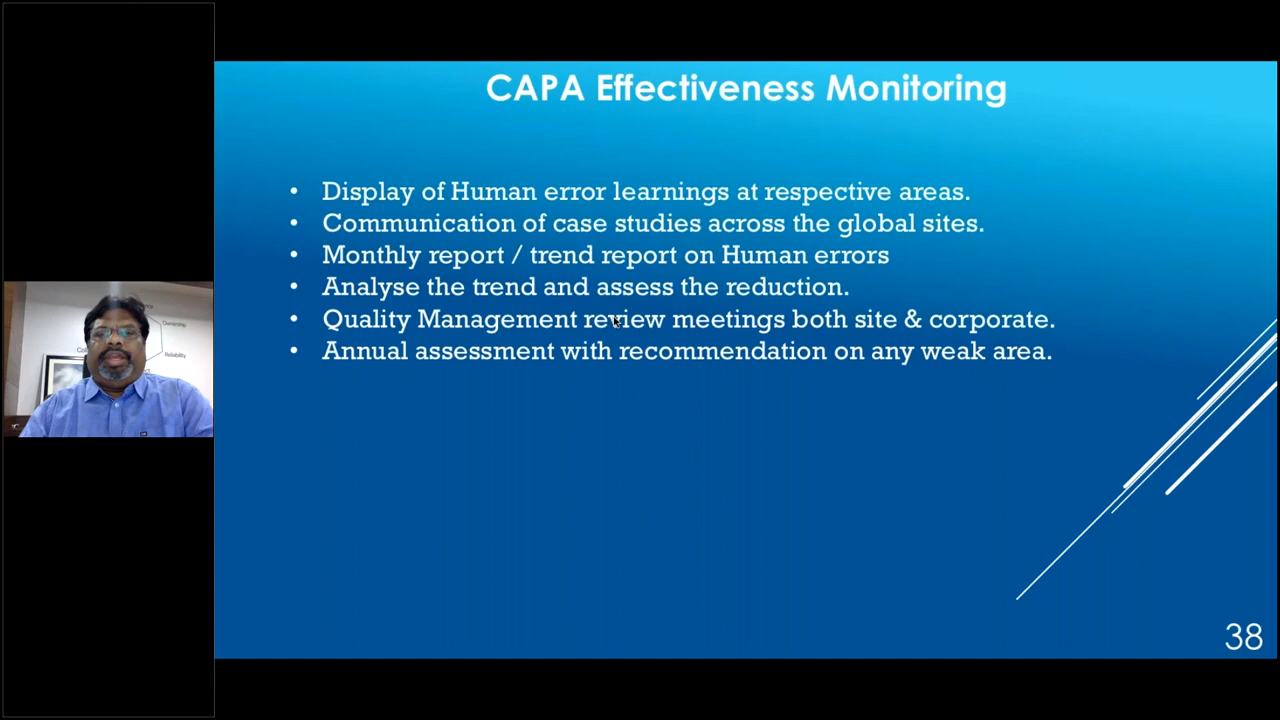 CAPA Effectiveness Monitoring
• Display of Human error learnings at respective areas.
• Communication of case studies across the global sites.
• Monthly report / trend report on Human errors
• Analyse the trend and assess the reduction.
• Quality Management review meetings both site & corporate.
• Annual assessment with recommendation on any weak area.
Ownership
Reliability
38